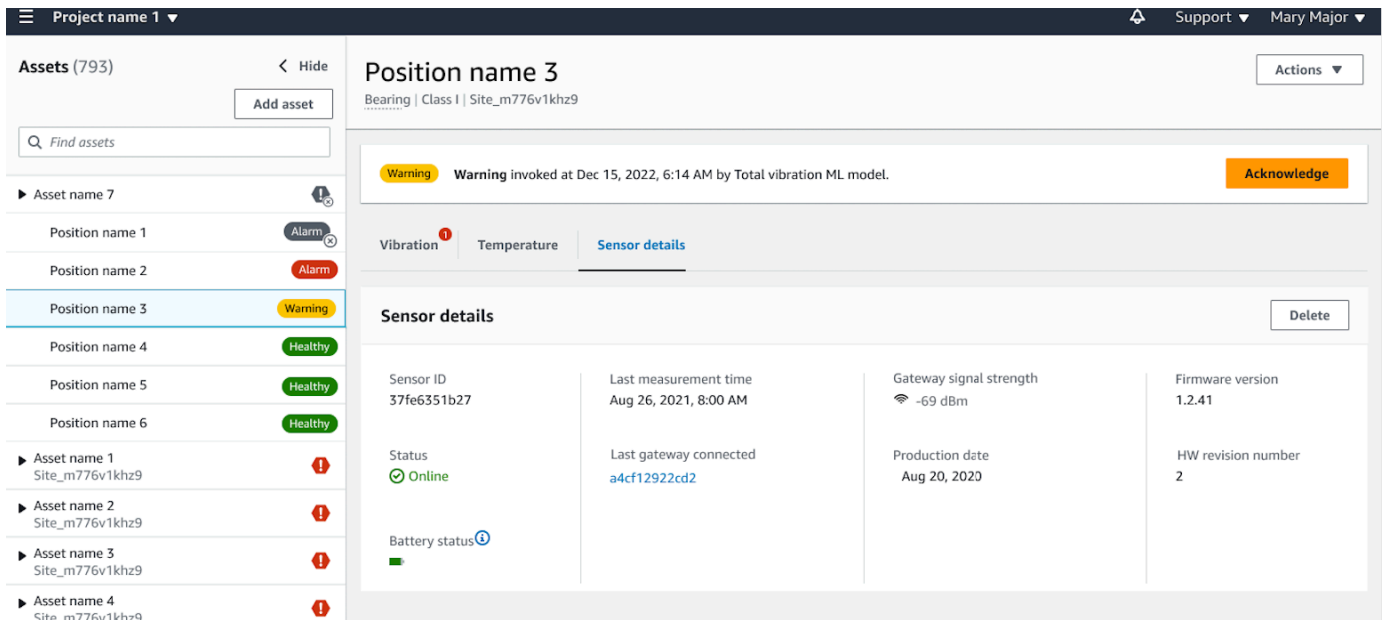 Project name 1
Support
Mary Major
Assets (793)
Hide
Add asset
Find assets
Asset name 7
Position name 1
Alarm
Position name 2
Alarm
Position name 3
Warning
Position name 4
Healthy
Position name 5
Healthy
Position name 6
Healthy
Asset name 1
Site_m776v1khz9
Asset name 2
Site_m776v1khz9
Asset name 3
Site_m776v1khz9
Asset name 4
Site_m776v1khz9
Position name 3
Actions
Bearing | Class I | Site_m776v1khz9
Warning
Warning invoked at Dec 15, 2022, 6:14 AM by Total vibration ML model.
Acknowledge
Vibration
1
Temperature
Sensor details
Sensor details
Delete
Sensor ID
37fe6351b27
Status
Online
Battery status
Last measurement time
Aug 26, 2021, 8:00 AM
Last gateway connected
a4cf12922cd2
Gateway signal strength
-69 dBm
Production date
Aug 20, 2020
Firmware version
1.2.41
HW revision number
2